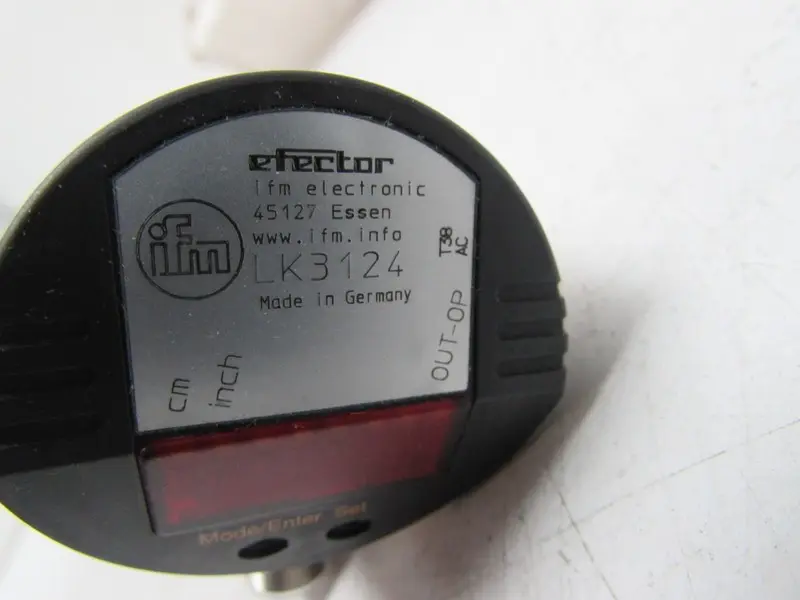 efector
ifm electronic
45127 Essen
www.ifm.info
ifm
LK3124
Made in Germany
T38
AC
OUT-OP
cm
inch
Mode/Enter Set